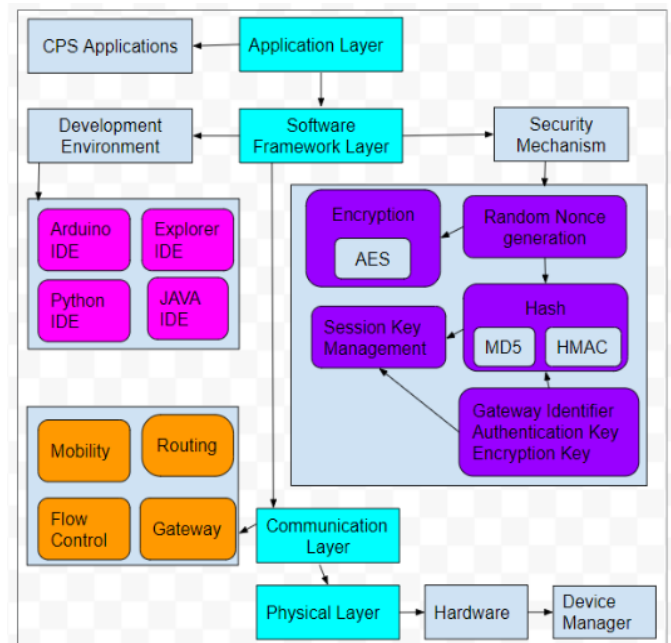 CPS Applications
Application Layer
Development
Environment
Software
Framework Layer
Security
Mechanism
Arduino
IDE
Explorer
IDE
Python
IDE
JAVA
IDE
Encryption
AES
Random Nonce
generation
Session Key
Management
Hash
MD5
HMAC
Gateway Identifier
Authentication Key
Encryption Key
Mobility
Routing
Flow
Control
Gateway
Communication
Layer
Physical Layer
Hardware
Device
Manager